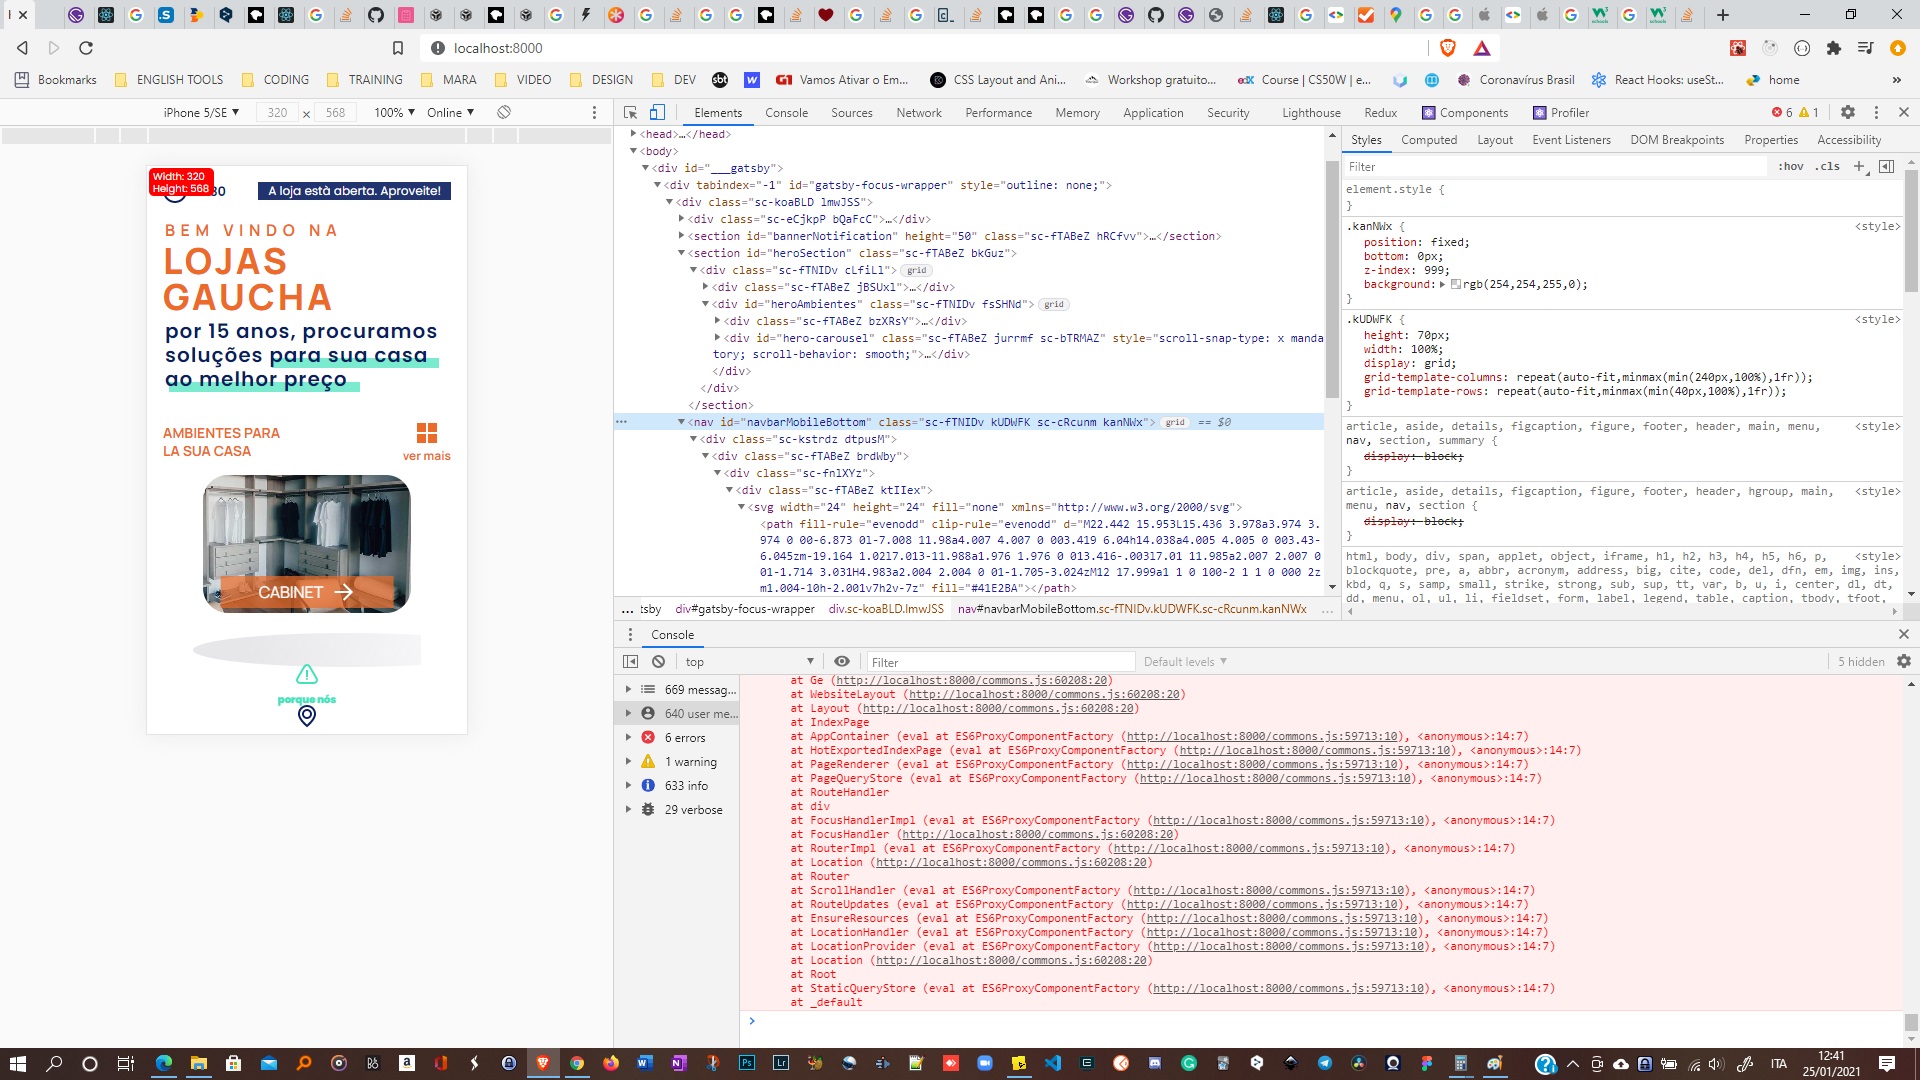 localhost:8000
Bookmarks
ENGLISH TOOLS
CODING
TRAINING
MARA
VIDEO
DESIGN
DEV
sbt
Vamos Ativar o Em...
CSS Layout and Ani...
Workshop gratuito...
Course | CS50W | e...
Coronavírus Brasil
React Hooks: useSt...
home
»
iPhone 5/SE ▼
320 x 568
100% ▼
Online ▼
Elements
Console
Sources
Network
Performance
Memory
Application
Security
Lighthouse
Redux
Components
Profiler
6
1
Width: 320
Height: 568
A loja està aberta. Aproveite!
BEM VINDO NA
LOJAS
GAUCHA
por 15 anos, procuramos
soluções para sua casa
ao melhor preço
AMBIENTES PARA
LA SUA CASA
ver mais
CABINET →
porque nós
<head>…</head>
<body>
<div id="___gatsby">
<div tabindex="-1" id="gatsby-focus-wrapper" style="outline: none;">
<div class="sc-koaBLD lmwJSS">
<div class="sc-eCjkpP bQaFcC">…</div>
<section id="bannerNotification" height="50" class="sc-fTABeZ hRCfvv">…</section>
<section id="heroSection" class="sc-fTABeZ bkGuz">
<div class="sc-fTNIDv cLfiLl"> grid
<div class="sc-fTABeZ jBSUxl">…</div>
<div id="heroAmbientes" class="sc-fTNIDv fsSHNd"> grid
<div class="sc-fTABeZ bzXRsY">…</div>
<div id="hero-carousel" class="sc-fTABeZ jurrmf sc-bTRMAZ" style="scroll-snap-type: x manda
tory; scroll-behavior: smooth;">…</div>
</div>
</div>
</section>
<nav id="navbarMobileBottom" class="sc-fTNIDv kUDWFK sc-cRcunm kanNWx"> grid == $0
<div class="sc-kstrdz dtpusM">
<div class="sc-fTABeZ brdWby">
<div class="sc-fnlXYz">
<div class="sc-fTABeZ ktIIex">
<svg width="24" height="24" fill="none" xmlns="http://www.w3.org/2000/svg">
<path fill-rule="evenodd" clip-rule="evenodd" d="M22.442 15.953L15.436 3.978a3.974 3.
974 0 00-6.873 01-7.008 11.98a4.007 4.007 0 003.419 6.04h14.038a4.005 4.005 0 003.43-
6.045zm-19.164 1.0217.013-11.988a1.976 1.976 0 013.416-.00317.01 11.985a2.007 2.007 0
01-1.714 3.031H4.983a2.004 2.004 0 01-1.705-3.024zM12 17.999a1 1 0 100-2 1 1 0 000 2z
m1.004-10h-2.001v7h2v-7z" fill="#41E2BA"></path>
... tsby div#gatsby-focus-wrapper div.sc-koaBLD.lmwJSS nav#navbarMobileBottom.sc-fTNIDv.kUDWFK.sc-cRcunm.kanNWx ...
Styles
Computed
Layout
Event Listeners
DOM Breakpoints
Properties
Accessibility
Filter
:hov .cls +
element.style {
}
.kanNWx { <style>
position: fixed;
bottom: 0px;
z-index: 999;
background: rgb(254,254,255,0);
}
.kUDWFK { <style>
height: 70px;
width: 100%;
display: grid;
grid-template-columns: repeat(auto-fit,minmax(min(240px,100%),1fr));
grid-template-rows: repeat(auto-fit,minmax(min(40px,100%),1fr));
}
article, aside, details, figcaption, figure, footer, header, main, menu, <style>
nav, section, summary {
display: block;
}
article, aside, details, figcaption, figure, footer, header, hgroup, main, <style>
menu, nav, section {
display: block;
}
html, body, div, span, applet, object, iframe, h1, h2, h3, h4, h5, h6, p, <style>
blockquote, pre, a, abbr, acronym, address, big, cite, code, del, dfn, em, img, ins,
kbd, q, s, samp, small, strike, strong, sub, sup, tt, var, b, u, i, center, dl, dt,
dd, menu, ol, ul, li, fieldset, form, label, legend, table, caption, tbody, tfoot,
Console
top ▼
Filter
Default levels ▼
5 hidden
669 messag...
640 user me...
6 errors
1 warning
633 info
29 verbose
at Ge (http://localhost:8000/commons.js:60208:20)
at WebsiteLayout (http://localhost:8000/commons.js:60208:20)
at Layout (http://localhost:8000/commons.js:60208:20)
at IndexPage
at AppContainer (eval at ES6ProxyComponentFactory (http://localhost:8000/commons.js:59713:10), <anonymous>:14:7)
at HotExportedIndexPage (eval at ES6ProxyComponentFactory (http://localhost:8000/commons.js:59713:10), <anonymous>:14:7)
at PageRenderer (eval at ES6ProxyComponentFactory (http://localhost:8000/commons.js:59713:10), <anonymous>:14:7)
at PageQueryStore (eval at ES6ProxyComponentFactory (http://localhost:8000/commons.js:59713:10), <anonymous>:14:7)
at RouteHandler
at div
at FocusHandlerImpl (eval at ES6ProxyComponentFactory (http://localhost:8000/commons.js:59713:10), <anonymous>:14:7)
at FocusHandler (http://localhost:8000/commons.js:60208:20)
at RouterImpl (eval at ES6ProxyComponentFactory (http://localhost:8000/commons.js:59713:10), <anonymous>:14:7)
at Location (http://localhost:8000/commons.js:60208:20)
at Router
at ScrollHandler (eval at ES6ProxyComponentFactory (http://localhost:8000/commons.js:59713:10), <anonymous>:14:7)
at RouteUpdates (eval at ES6ProxyComponentFactory (http://localhost:8000/commons.js:59713:10), <anonymous>:14:7)
at EnsureResources (eval at ES6ProxyComponentFactory (http://localhost:8000/commons.js:59713:10), <anonymous>:14:7)
at LocationHandler (eval at ES6ProxyComponentFactory (http://localhost:8000/commons.js:59713:10), <anonymous>:14:7)
at LocationProvider (eval at ES6ProxyComponentFactory (http://localhost:8000/commons.js:59713:10), <anonymous>:14:7)
at Location (http://localhost:8000/commons.js:60208:20)
at Root
at StaticQueryStore (eval at ES6ProxyComponentFactory (http://localhost:8000/commons.js:59713:10), <anonymous>:14:7)
at _default
ITA
12:41
25/01/2021